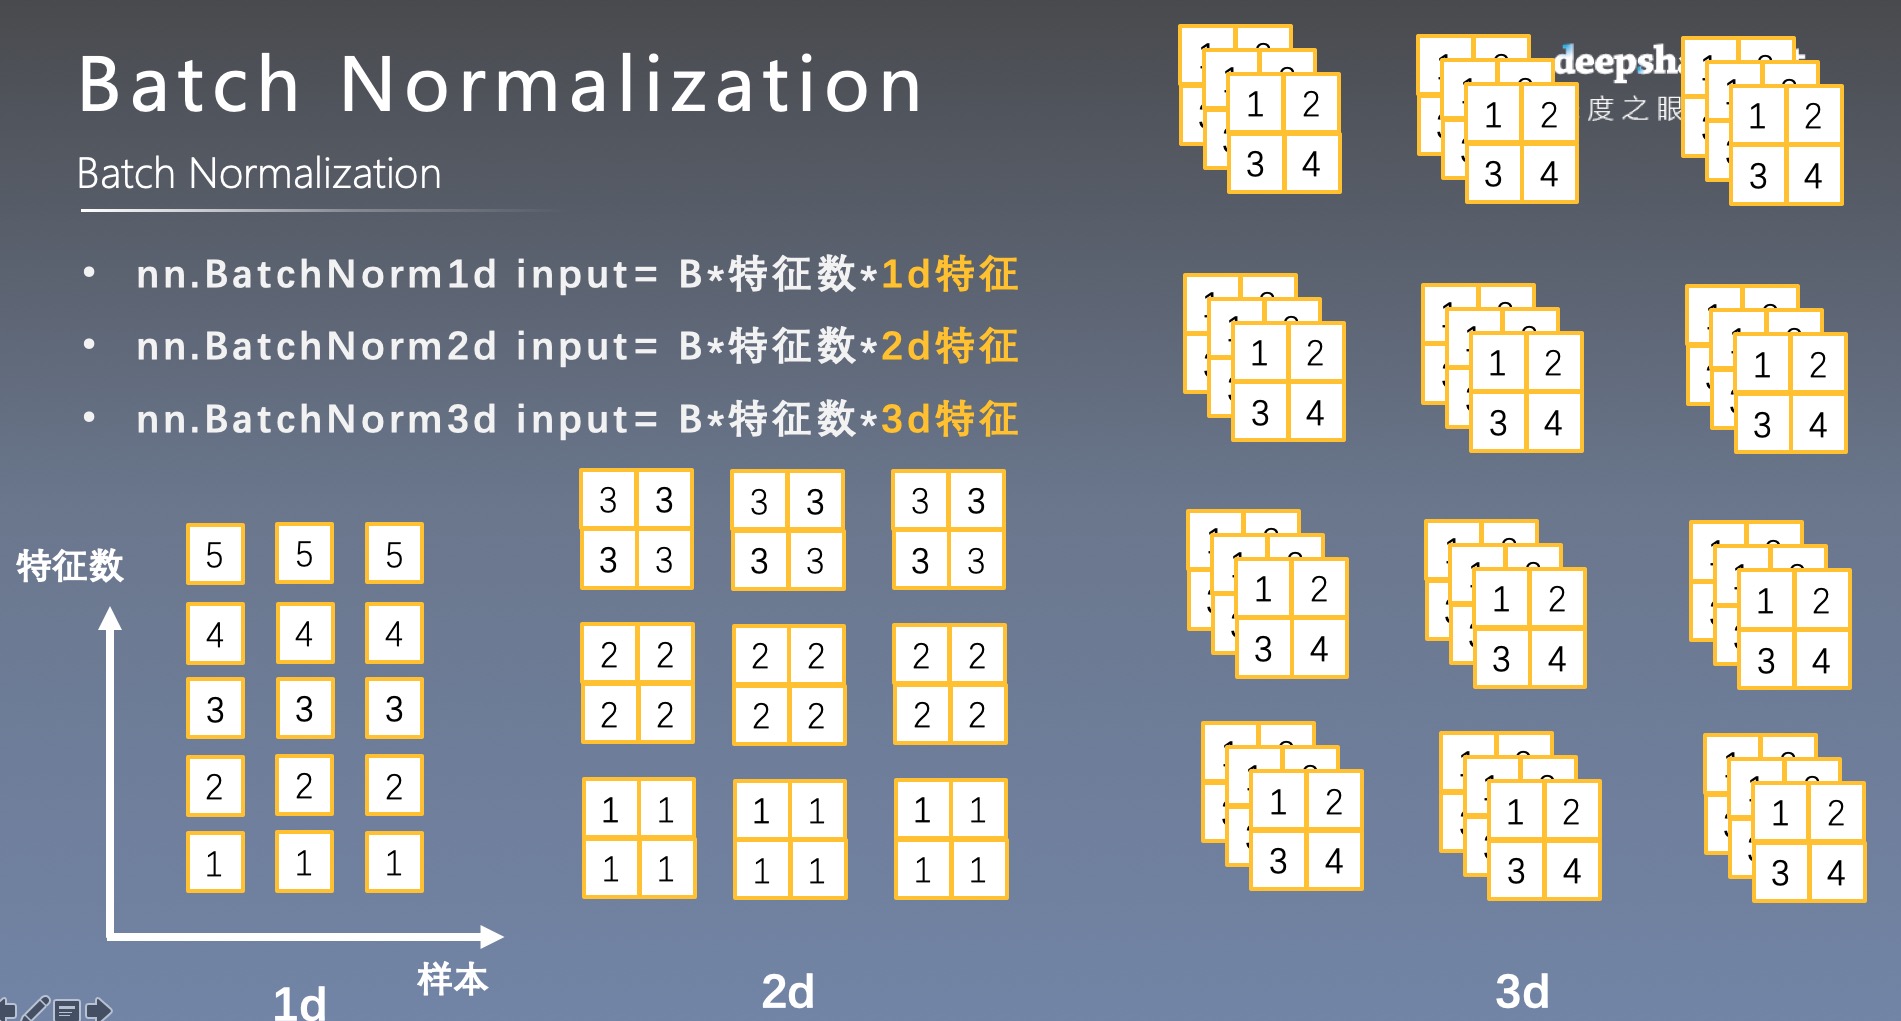 Batch Normalization
Batch Normalization
deepsha
度之眼
• nn.BatchNorm1d input= B*特征数*1d特征
• nn.BatchNorm2d input= B*特征数*2d特征
• nn.BatchNorm3d input= B*特征数*3d特征
特征数
5 5 5
4 4 4
3 3 3
2 2 2
1 1 1
样本
1d
3 3 3 3 3 3
3 3 3 3 3 3
2 2 2 2 2 2
2 2 2 2 2 2
1 1 1 1 1 1
1 1 1 1 1 1
2d
1 2 1 2 1 2
3 4 3 4 3 4
1 2 1 2 1 2
3 4 3 4 3 4
1 2 1 2 1 2
3 4 3 4 3 4
1 2 1 2 1 2
3 4 3 4 3 4
3d